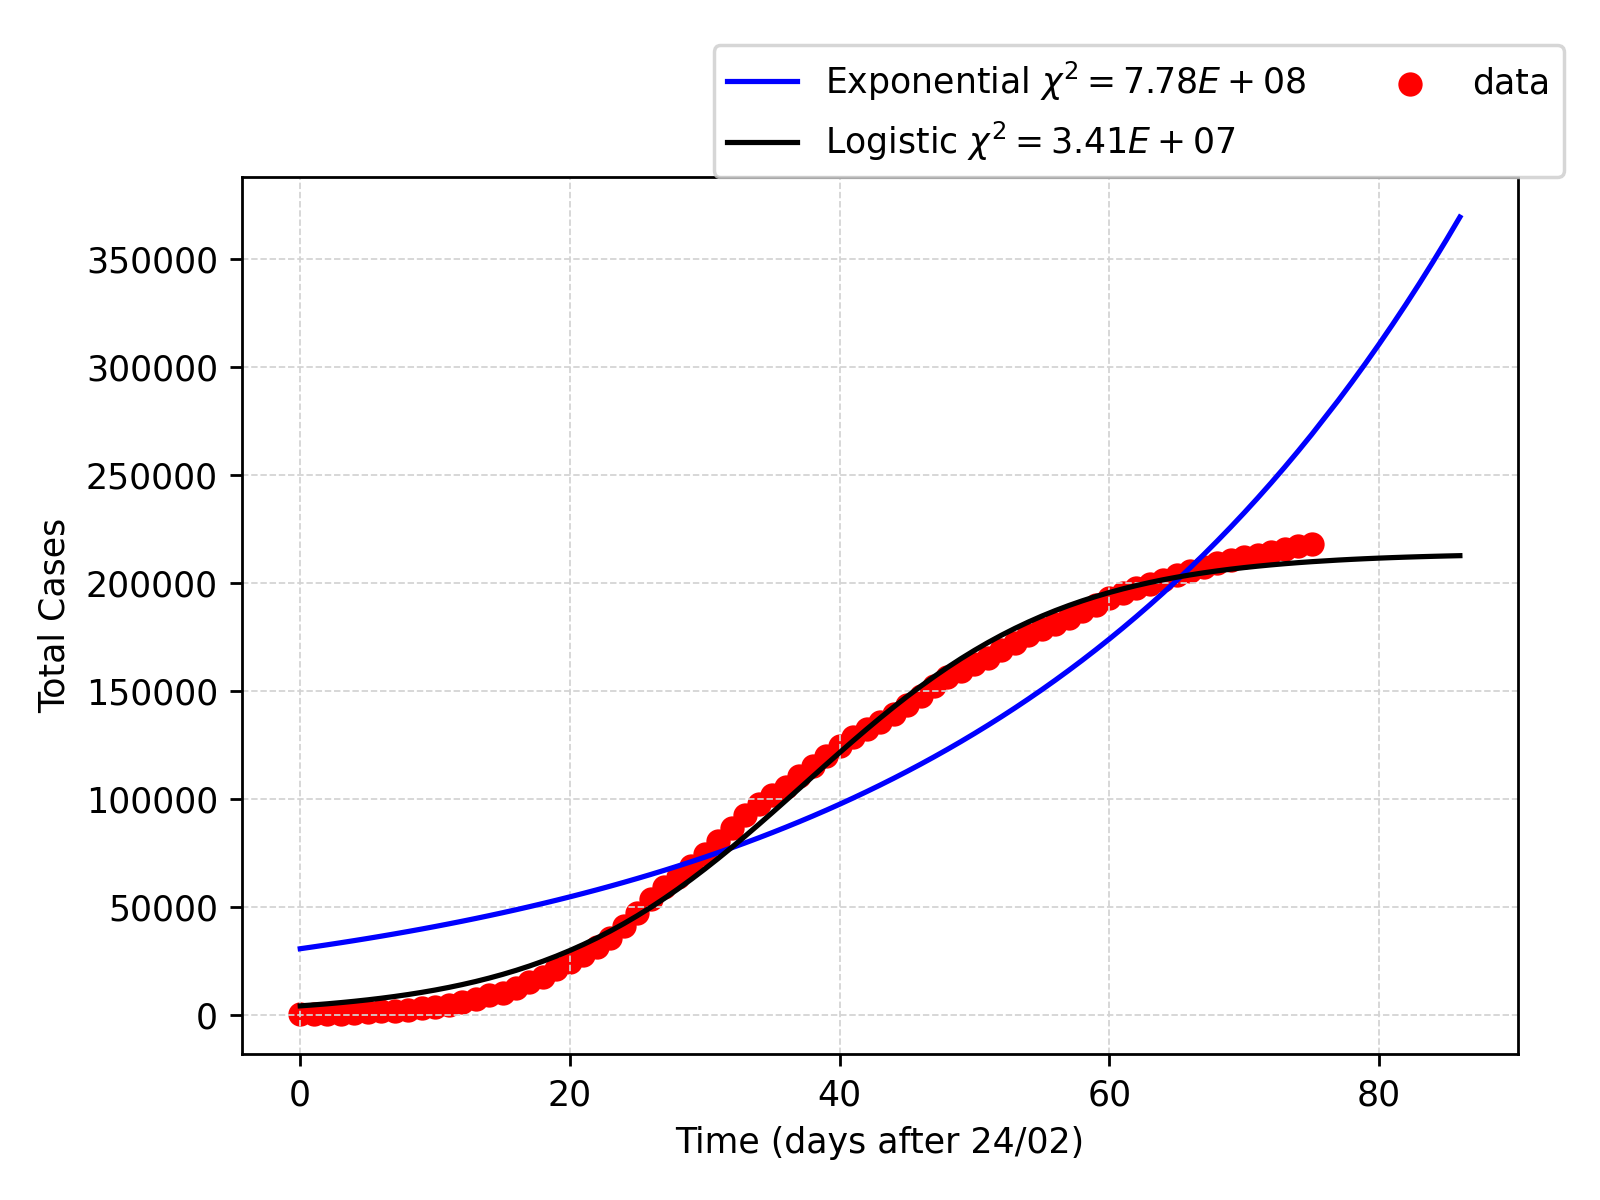 Exponential χ² = 7.78E + 08
data
Logistic χ² = 3.41E + 07
350000
300000
250000
200000
150000
100000
50000
0
Total Cases
0 20 40 60 80
Time (days after 24/02)